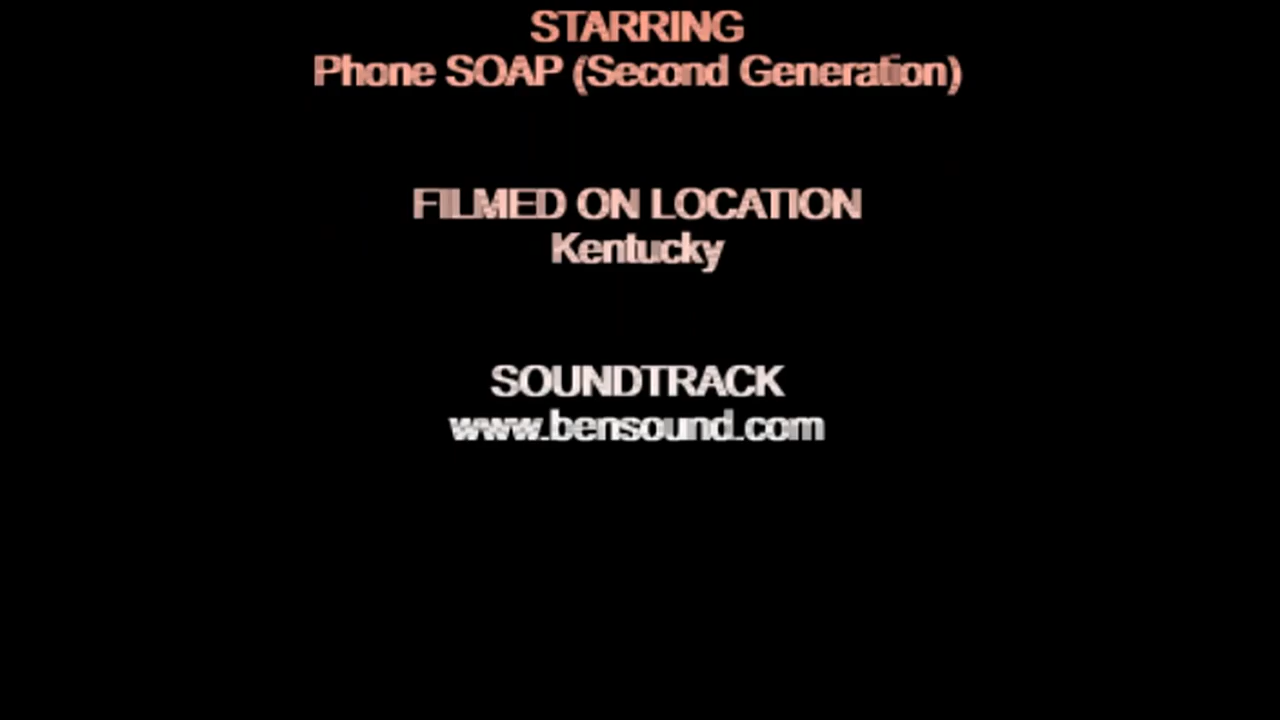 STARRING
Phone SOAP (Second Generation)
FILMED ON LOCATION
Kentucky
SOUNDTRACK
www.bensound.com